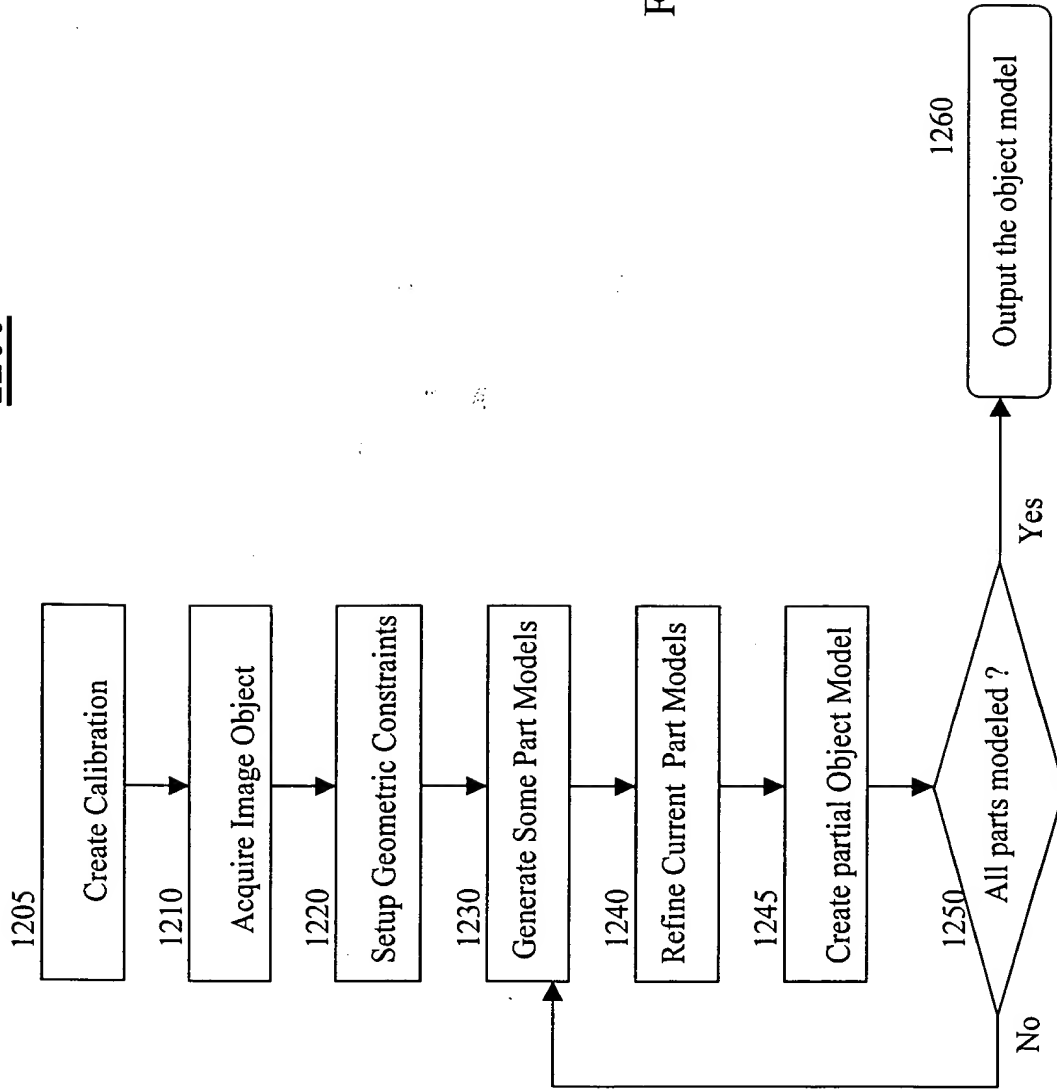 1205
Create Calibration
1210
Acquire Image Object
1220
Setup Geometric Constraints
1230
Generate Some Part Models
1240
Refine Current Part Models
1245
Create partial Object Model
1250
All parts modeled ?
No
Yes
1260
Output the object model
F